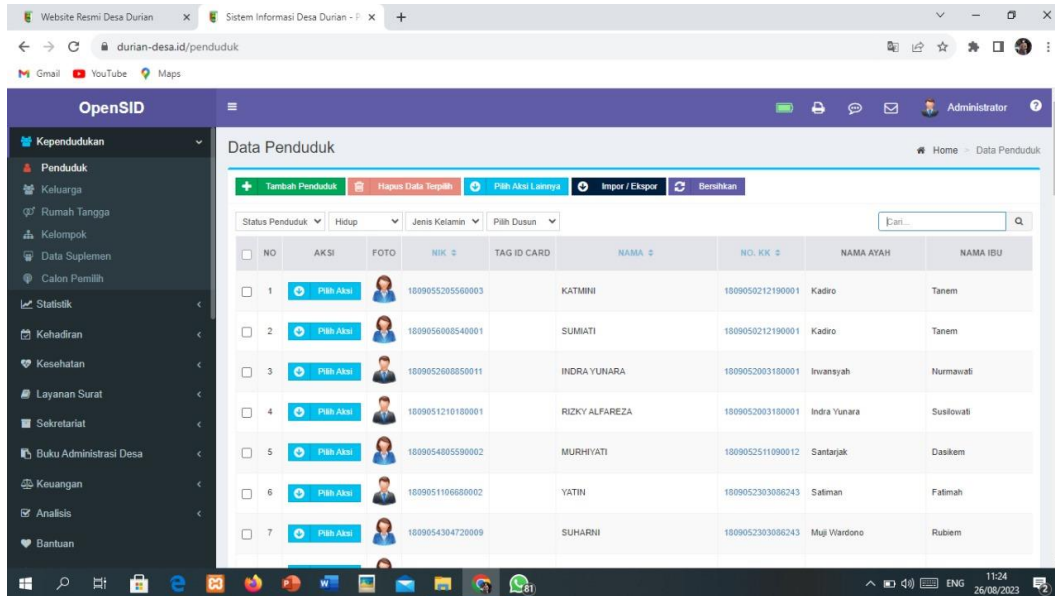 Website Resmi Desa Durian
Sistem Informasi Desa Durian - P
durian-desa.id/penduduk
Gmail YouTube Maps
OpenSID
Administrator
Kependudukan
Penduduk
Keluarga
Rumah Tangga
Kelompok
Data Suplemen
Calon Pemilih
Statistik
Kehadiran
Kesehatan
Layanan Surat
Sekretariat
Buku Administrasi Desa
Keuangan
Analisis
Bantuan
Data Penduduk
Home Data Penduduk
Tambah Penduduk Hapus Data Terpilih Pilih Aksi Lainnya Impor / Ekspor Bersihkan
Status Penduduk Hidup Jenis Kelamin Pilih Dusun Cari...
NO AKSI FOTO NIK TAG ID CARD NAMA NO. KK NAMA AYAH NAMA IBU
1 Pilih Aksi 1809055205560003 KATMINI 1809050212190001 Kadiro Tanem
2 Pilih Aksi 1809056008540001 SUMIATI 1809050212190001 Kadiro Tanem
3 Pilih Aksi 1809052608850011 INDRA YUNARA 1809052003180001 Irwansyah Nurmawati
4 Pilih Aksi 1809051210180001 RIZKY ALFAREZA 1809052003180001 Indra Yunara Susilowati
5 Pilih Aksi 1809054805590002 MURHIYATI 1809052511090012 Santarjak Dasikem
6 Pilih Aksi 1809051106680002 YATIN 1809052303086243 Satiman Fatimah
7 Pilih Aksi 1809054304720009 SUHARNI 1809052303086243 Muji Wardono Rubiem
81
ENG
11:24
26/08/2023
2